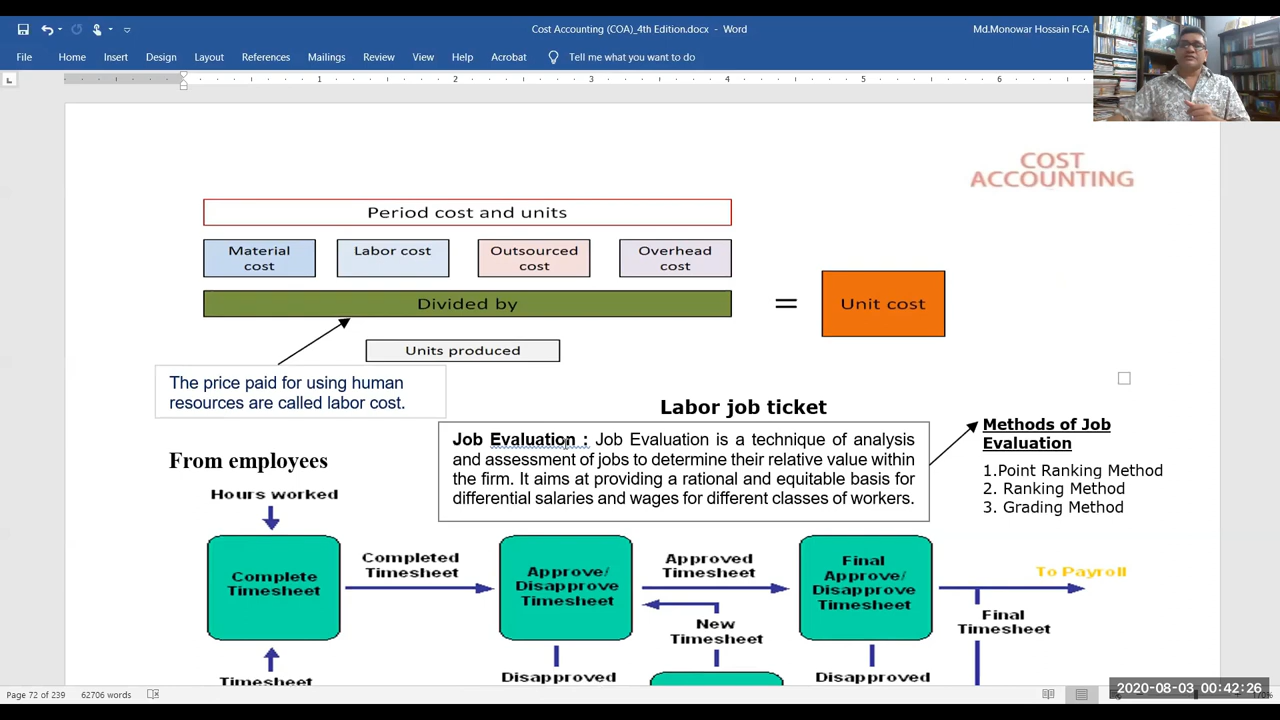 Cost Accounting (COA)_4th Edition.docx - Word
Md.Monowar Hossain FCA
File Home Insert Design Layout References Mailings Review View Help Acrobat Tell me what you want to do
1 2 3 4 5 6
COST
ACCOUNTING
Period cost and units
Material
cost
Labor cost
Outsourced
cost
Overhead
cost
Divided by
=
Unit cost
Units produced
The price paid for using human
resources are called labor cost.
Labor job ticket
Job Evaluation : Job Evaluation is a technique of analysis
and assessment of jobs to determine their relative value within
the firm. It aims at providing a rational and equitable basis for
differential salaries and wages for different classes of workers.
Methods of Job
Evaluation
1.Point Ranking Method
2. Ranking Method
3. Grading Method
From employees
Hours worked
Complete
Timesheet
Completed
Timesheet
Approve/
Disapprove
Timesheet
Approved
Timesheet
Final
Approve/
Disapprove
Timesheet
To Payroll
Final
Timesheet
New
Timesheet
Timesheet
Disapproved
Disapproved
Page 72 of 239 62706 words
2020-08-03 00:42:26